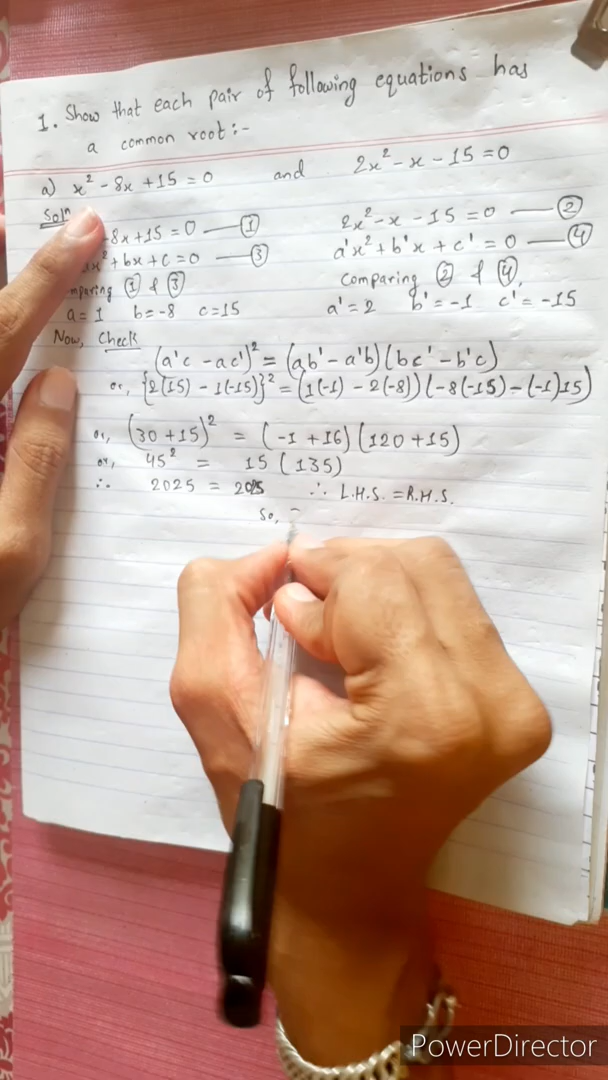 1. Show that each pair of following equations has
a common root:-
a) x² - 8x + 15 = 0 and 2x² - x - 15 = 0
Solⁿ
- 8x + 15 = 0 — ① 2x² - x - 15 = 0 — ②
x² + bx + c = 0 — ③ a'x² + b'x + c' = 0 — ④
① & ③ Comparing ② & ④,
a = 1 b = -8 c = 15 a' = 2 b' = -1 c' = -15
Now, Check
(a'c - ac')² = (ab' - a'b)(bc' - b'c)
or, {2(15) - 1(-15)}² = (1(-1) - 2(-8))(-8(-15) - (-1)15)
or, (30 + 15)² = (-1 + 16)(120 + 15)
or, 45² = 15(135)
∴ 2025 = 2025 ∴ L.H.S. = R.H.S.
So,
PowerDirector